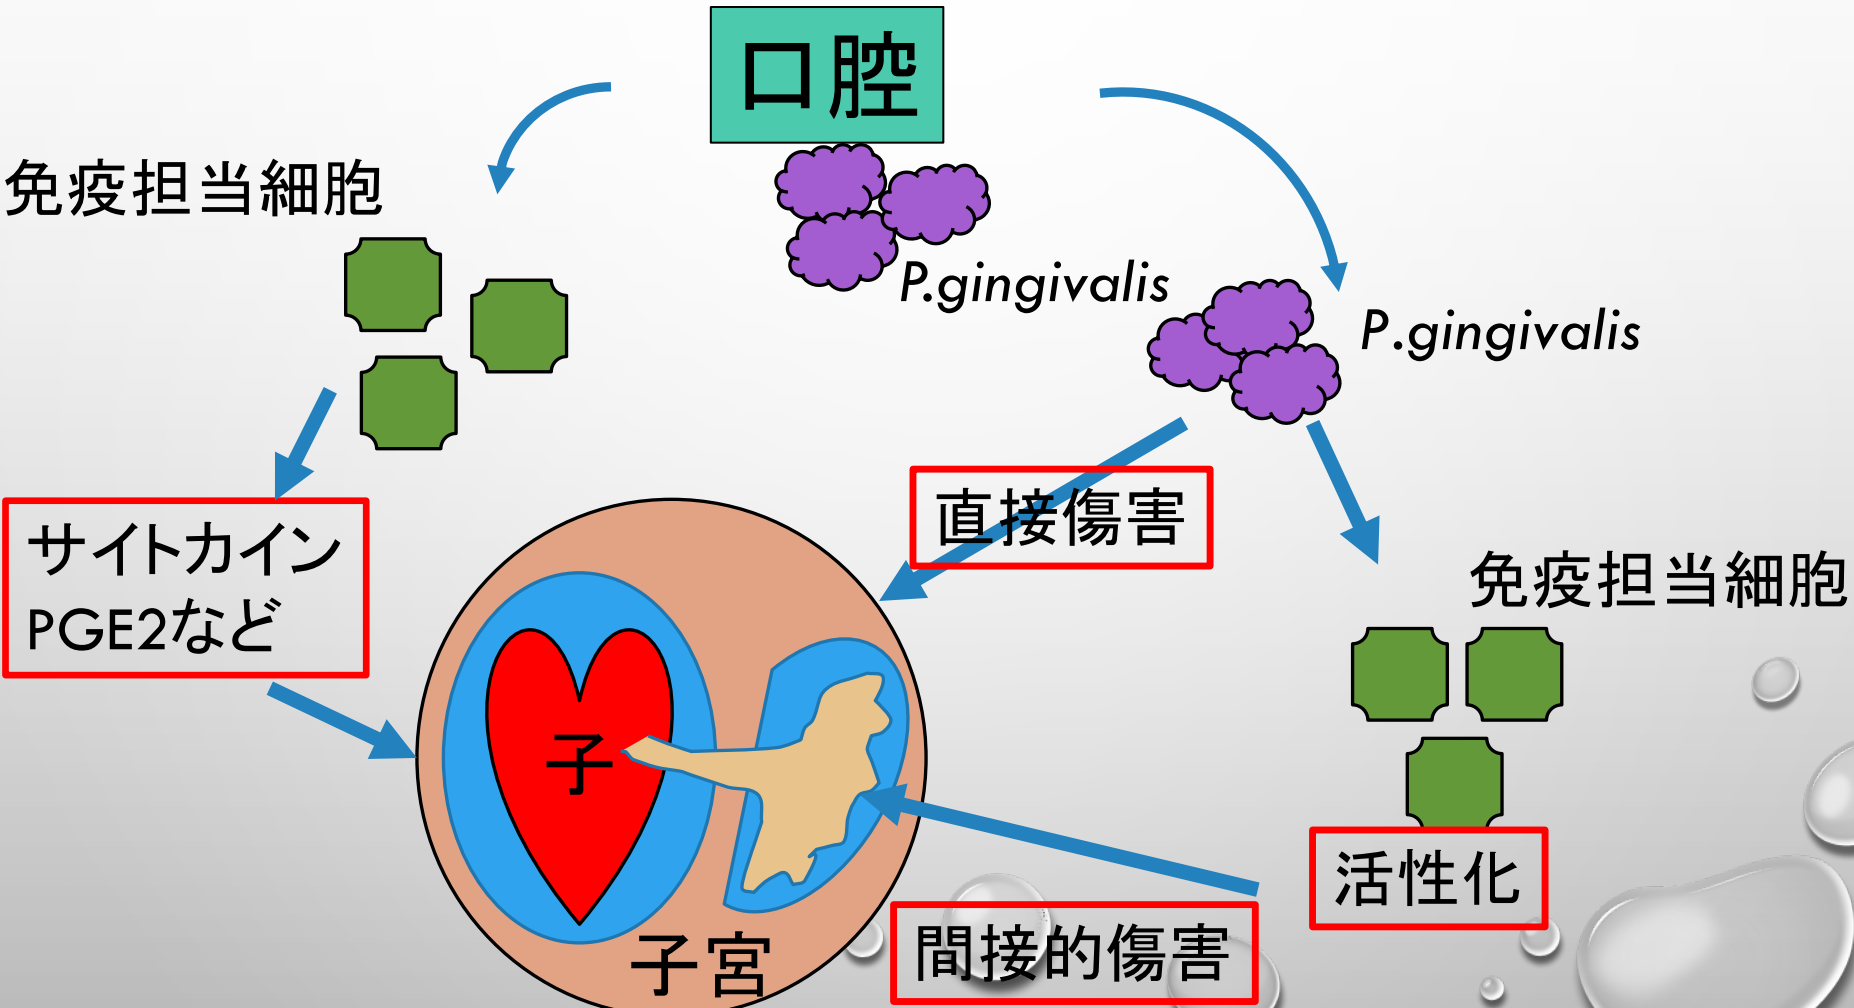 口腔
免疫担当細胞
P.gingivalis
P.gingivalis
サイトカイン
PGE2など
直接傷害
免疫担当細胞
子
活性化
間接的傷害
子宮